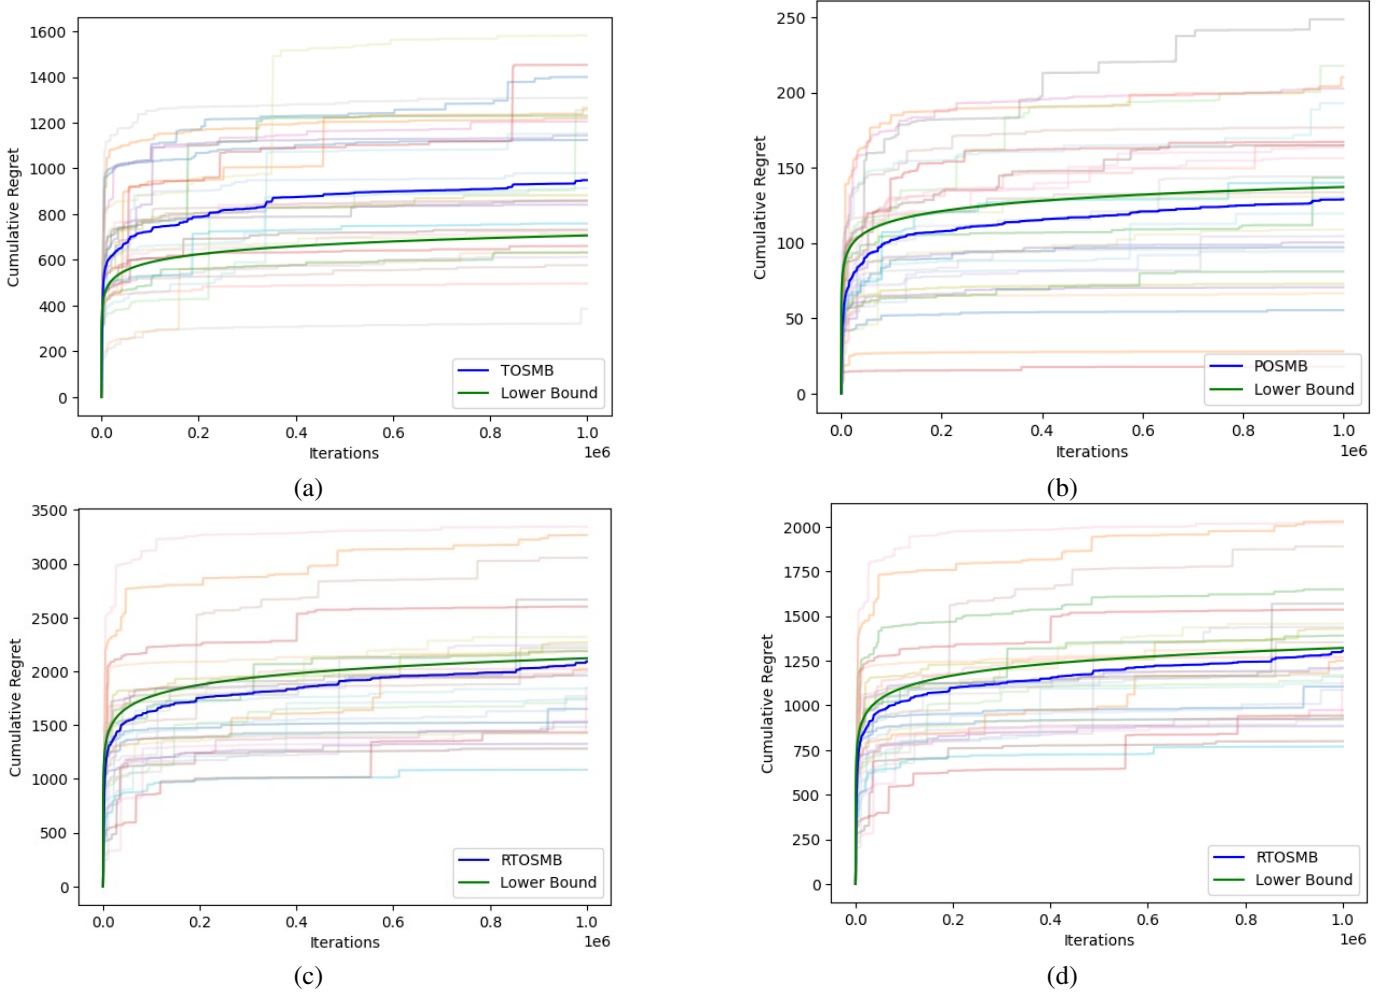 1600
1400
1200
1000
800
600
400
200
0
Cumulative Regret
TOSMB
Lower Bound
0.0 0.2 0.4 0.6 0.8 1.0
1e6
Iterations
(a)
250
200
150
100
50
0
Cumulative Regret
POSMB
Lower Bound
0.0 0.2 0.4 0.6 0.8 1.0
1e6
Iterations
(b)
3500
3000
2500
2000
1500
1000
500
0
Cumulative Regret
RTOSMB
Lower Bound
0.0 0.2 0.4 0.6 0.8 1.0
1e6
Iterations
(c)
2000
1750
1500
1250
1000
750
500
250
0
Cumulative Regret
RTOSMB
Lower Bound
0.0 0.2 0.4 0.6 0.8 1.0
1e6
Iterations
(d)